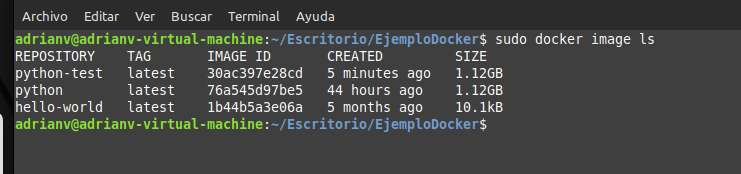 Archivo Editar Ver Buscar Terminal Ayuda
adrianv@adrianv-virtual-machine:~/Escritorio/EjemploDocker$ sudo docker image ls
REPOSITORY TAG IMAGE ID CREATED SIZE
python-test latest 30ac397e28cd 5 minutes ago 1.12GB
python latest 76a545d97be5 44 hours ago 1.12GB
hello-world latest 1b44b5a3e06a 5 months ago 10.1kB
adrianv@adrianv-virtual-machine:~/Escritorio/EjemploDocker$